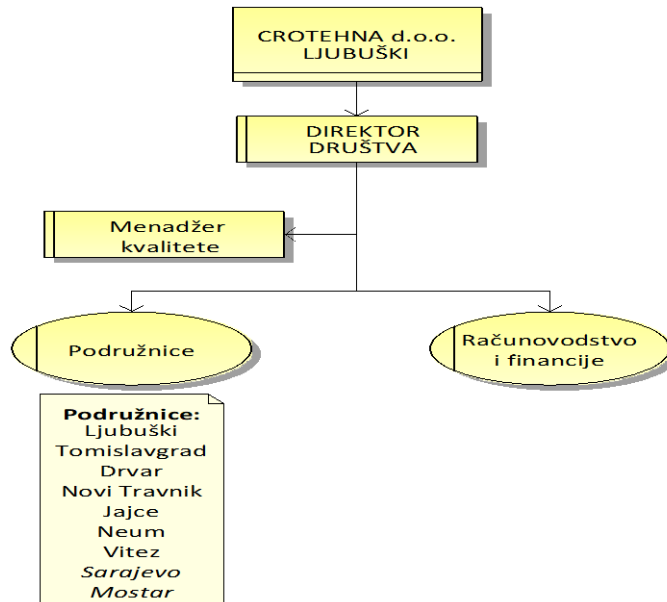 CROTEHNA d.o.o.
LJUBUŠKI
DIREKTOR
DRUŠTVA
Menadžer
kvalitete
Podružnice
Računovodstvo
i financije
Podružnice:
Ljubuški
Tomislavgrad
Drvar
Novi Travnik
Jajce
Neum
Vitez
Sarajevo
Mostar